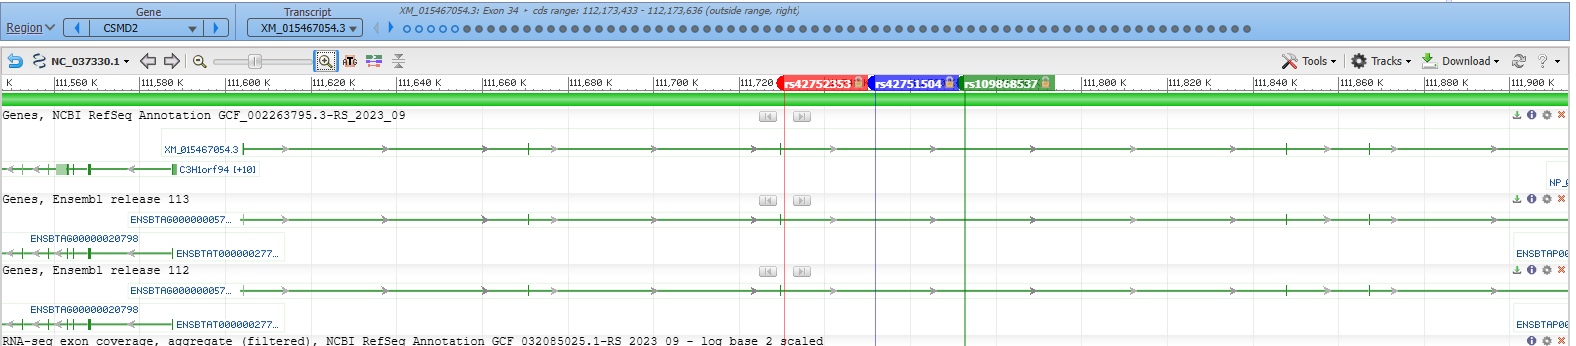 XM_015467054.3: Exon 34 • cds range: 112,173,433 - 112,173,636 (outside range, right)
Gene Transcript
Region CSMD2 XM_015467054.3
NC_037330.1 Tools Tracks Download ?
K 111,560 K 111,580 K 111,600 K 111,620 K 111,640 K 111,660 K 111,680 K 111,700 K 111,720 rs42752353 rs42751504 rs109868537 111,800 K 111,820 K 111,840 K 111,860 K 111,880 K 111,900 K
Genes, NCBI RefSeq Annotation GCF_002263795.3-RS_2023_09
XM_015467054.3
C3H1orf94 [+10]
NP_0
Genes, Ensembl release 113
ENSBTAG000000057...
ENSBTAG00000020798
ENSBTAT000000277... ENSBTAP00
Genes, Ensembl release 112
ENSBTAG000000057...
ENSBTAG00000020798
ENSBTAT000000277... ENSBTAP00
RNA-seq exon coverage, aggregate (filtered), NCBI RefSeq Annotation GCF_032085025.1-RS_2023_09 - log base 2 scaled